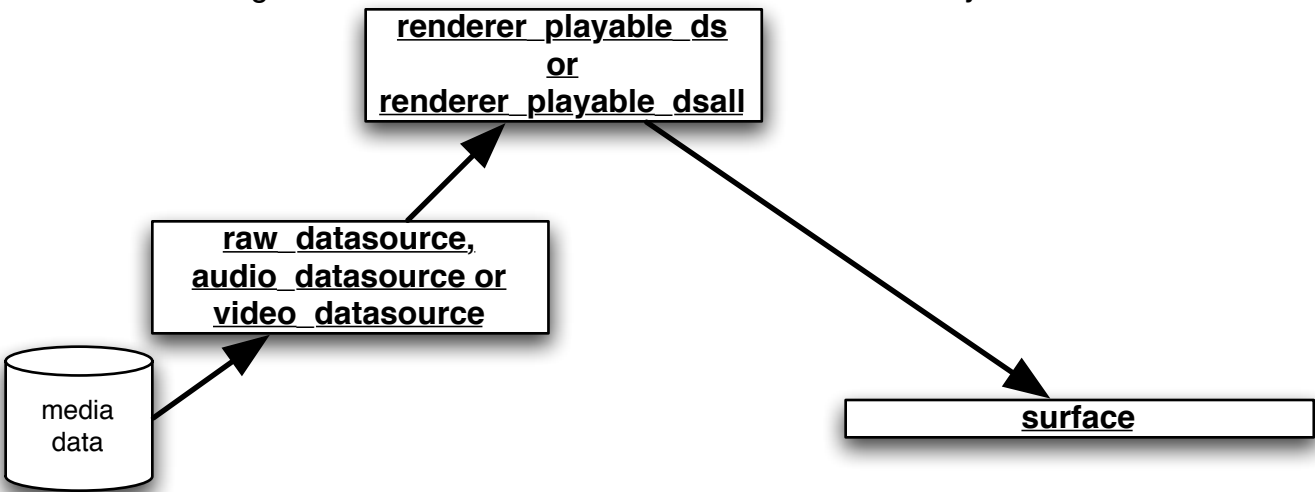 renderer_playable_ds
or
renderer_playable_dsall
raw_datasource,
audio_datasource or
video_datasource
media
data
surface